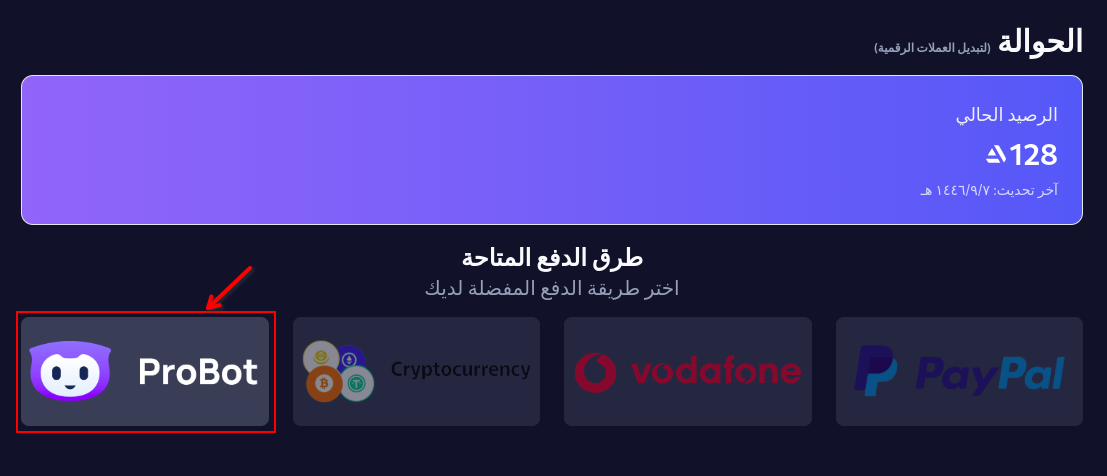 الحوالة (لتبديل العملات الرقمية)
الرصيد الحالي
128
آخر تحديث: ١٤٤٦/٩/٧ هـ
طرق الدفع المتاحة
اختر طريقة الدفع المفضلة لديك
PayPal
vodafone
Cryptocurrency
ProBot